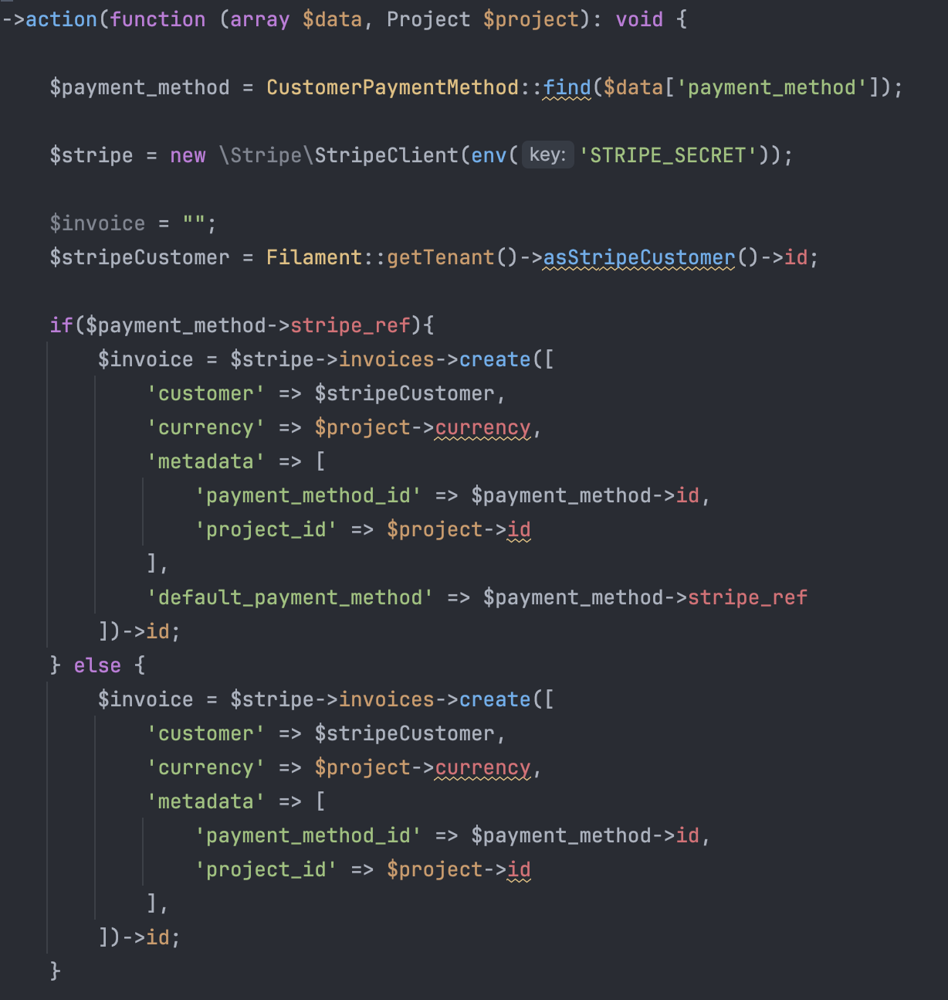 ->action(function (array $data, Project $project): void {
$payment_method = CustomerPaymentMethod::find($data['payment_method']);
$stripe = new \Stripe\StripeClient(env( key: 'STRIPE_SECRET'));
$invoice = "";
$stripeCustomer = Filament::getTenant()->asStripeCustomer()->id;
if($payment_method->stripe_ref){
$invoice = $stripe->invoices->create([
'customer' => $stripeCustomer,
'currency' => $project->currency,
'metadata' => [
'payment_method_id' => $payment_method->id,
'project_id' => $project->id
],
'default_payment_method' => $payment_method->stripe_ref
])->id;
} else {
$invoice = $stripe->invoices->create([
'customer' => $stripeCustomer,
'currency' => $project->currency,
'metadata' => [
'payment_method_id' => $payment_method->id,
'project_id' => $project->id
],
])->id;
}